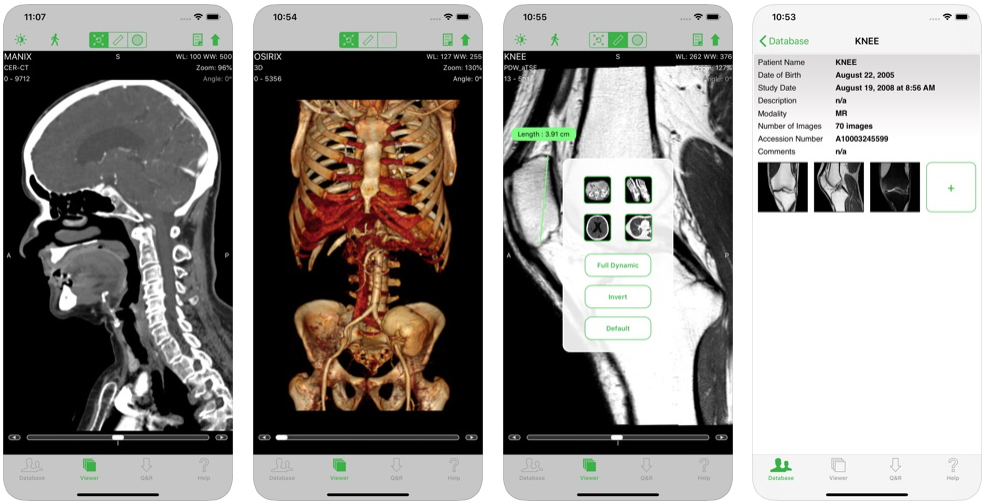 11:07
MANIX
S
WL: 100 WW: 500
CER-CT
Zoom: 96%
0 - 9712
Angle: 0°
A
P
I
Database
Viewer
Q&R
Help
10:54
OSIRIX
WL: 127 WW: 255
3D
Zoom: 130%
0 - 5356
Angle: 0°
Database
Viewer
Q&R
Help
10:55
KNEE
S
WL: 262 WW: 376
PDW_aTSE
127%
13 -
Angle: 0°
Length : 3.91 cm
A
P
Full Dynamic
Invert
Default
I
Database
Viewer
Q&R
Help
10:53
Database
KNEE
Patient Name KNEE
Date of Birth August 22, 2005
Study Date August 19, 2008 at 8:56 AM
Description n/a
Modality MR
Number of Images 70 images
Accession Number A10003245599
Comments n/a
+
Database
Viewer
Q&R
Help